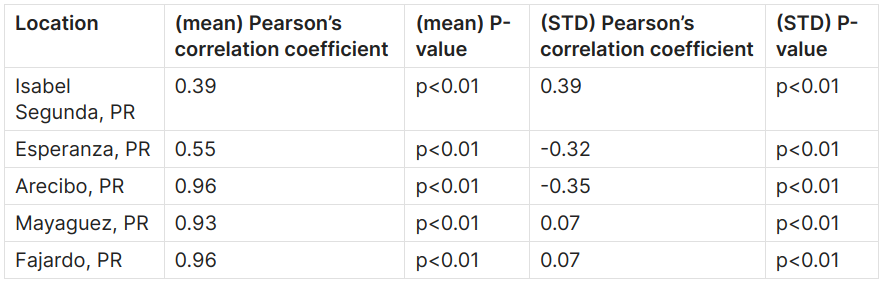 Location (mean) Pearson’s (mean) P- (STD) Pearson’s (STD) P-
correlation coefficient value correlation coefficient value
Isabel 0.39 p<0.01 0.39 p<0.01
Segunda, PR
Esperanza, PR 0.55 p<0.01 -0.32 p<0.01
Arecibo, PR 0.96 p<0.01 -0.35 p<0.01
Mayaguez, PR 0.93 p<0.01 0.07 p<0.01
Fajardo, PR 0.96 p<0.01 0.07 p<0.01